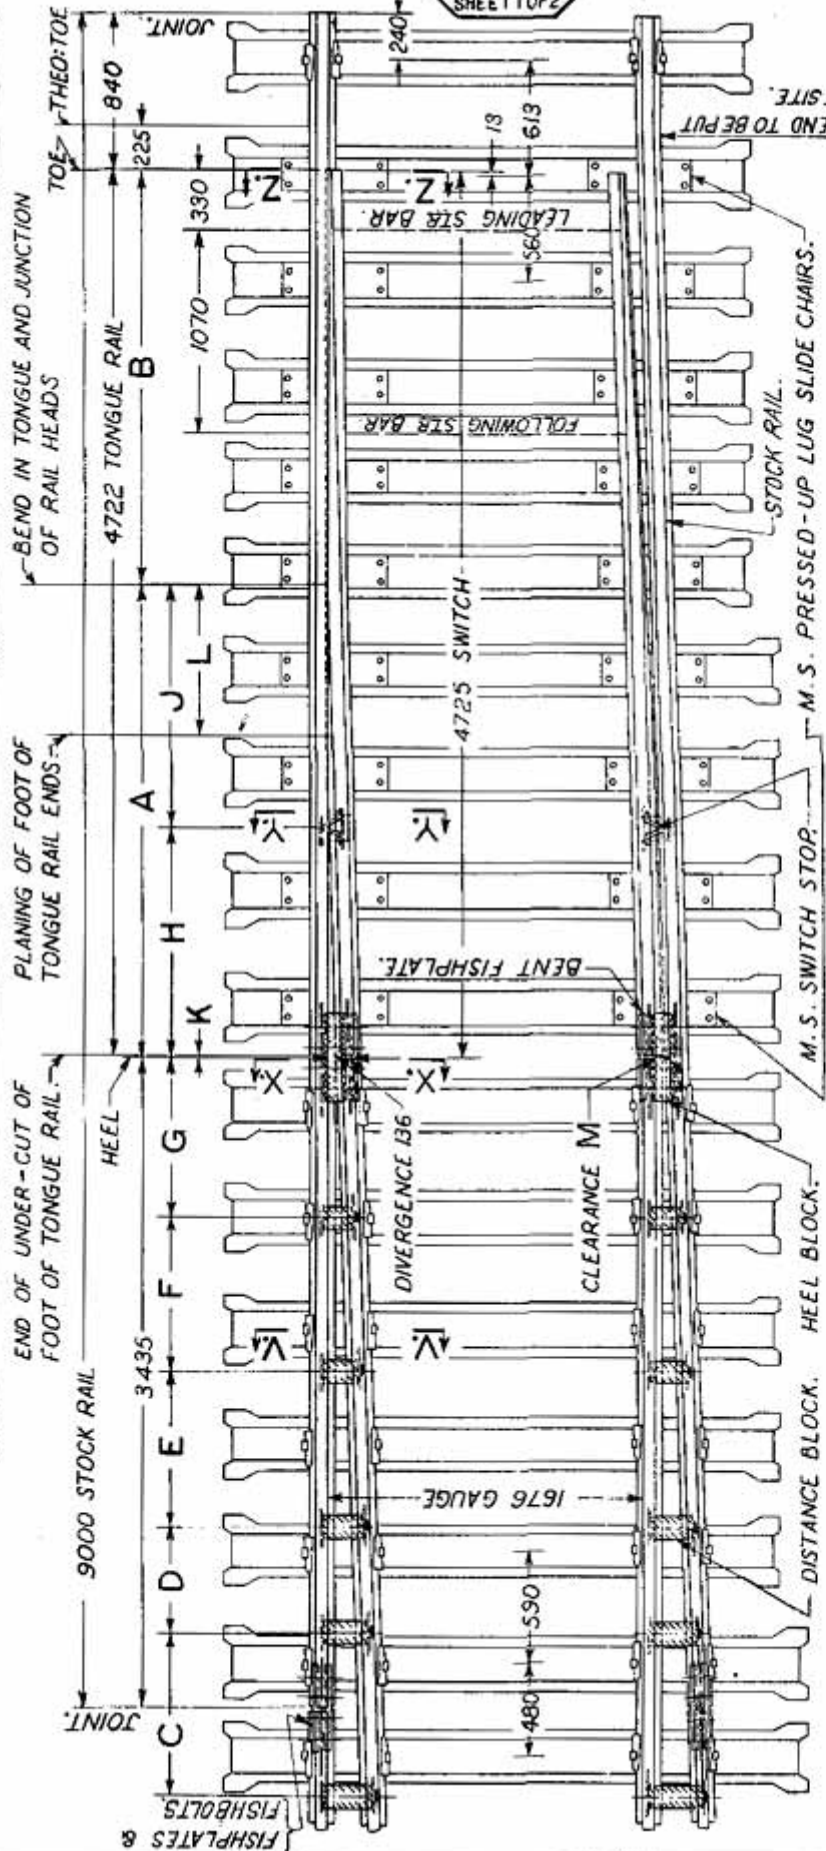 SHEET 1 OF 2
JOINT.
840
THEO: TOE
TOE
225
240
613
13
END TO BE PUT
SITE.
Z.
Z.
330
LEADING STR. BAR.
560
1070
FOLLOWING STR. BAR.
BEND IN TONGUE AND JUNCTION
OF RAIL HEADS
4722 TONGUE RAIL
B
STOCK RAIL.
M.S. PRESSED-UP LUG SLIDE CHAIRS.
4725 SWITCH
L
J
A
PLANING OF FOOT OF
TONGUE RAIL ENDS
Y.
Y.
H
M.S. SWITCH STOP.
BENT FISHPLATE.
K
HEEL
X.
X.
END OF UNDER-CUT OF
FOOT OF TONGUE RAIL.
G
DIVERGENCE 136
CLEARANCE M
HEEL BLOCK.
F
9000 STOCK RAIL
3435
V.
V.
E
1676 GAUGE
DISTANCE BLOCK.
D
590
480
JOINT.
C
FISHPLATES &
FISHBOLTS.